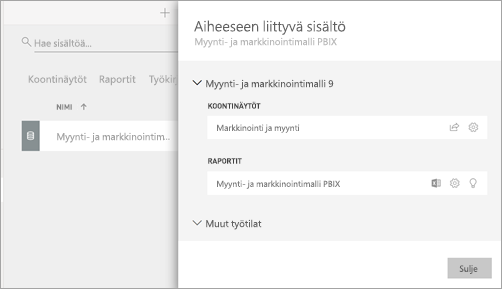 Hae sisältöä...
Koontinäytöt Raportit
NIMI
Myynti- ja markkinointim...
Aiheeseen liittyvä sisältö
Myynti- ja markkinointimalli PBIX
Myynti- ja markkinointimalli 9
KOONTINÄYTÖT
Markkinointi ja myynti
RAPORTIT
Myynti- ja markkinointimalli PBIX
Muut työtilat
Sulje